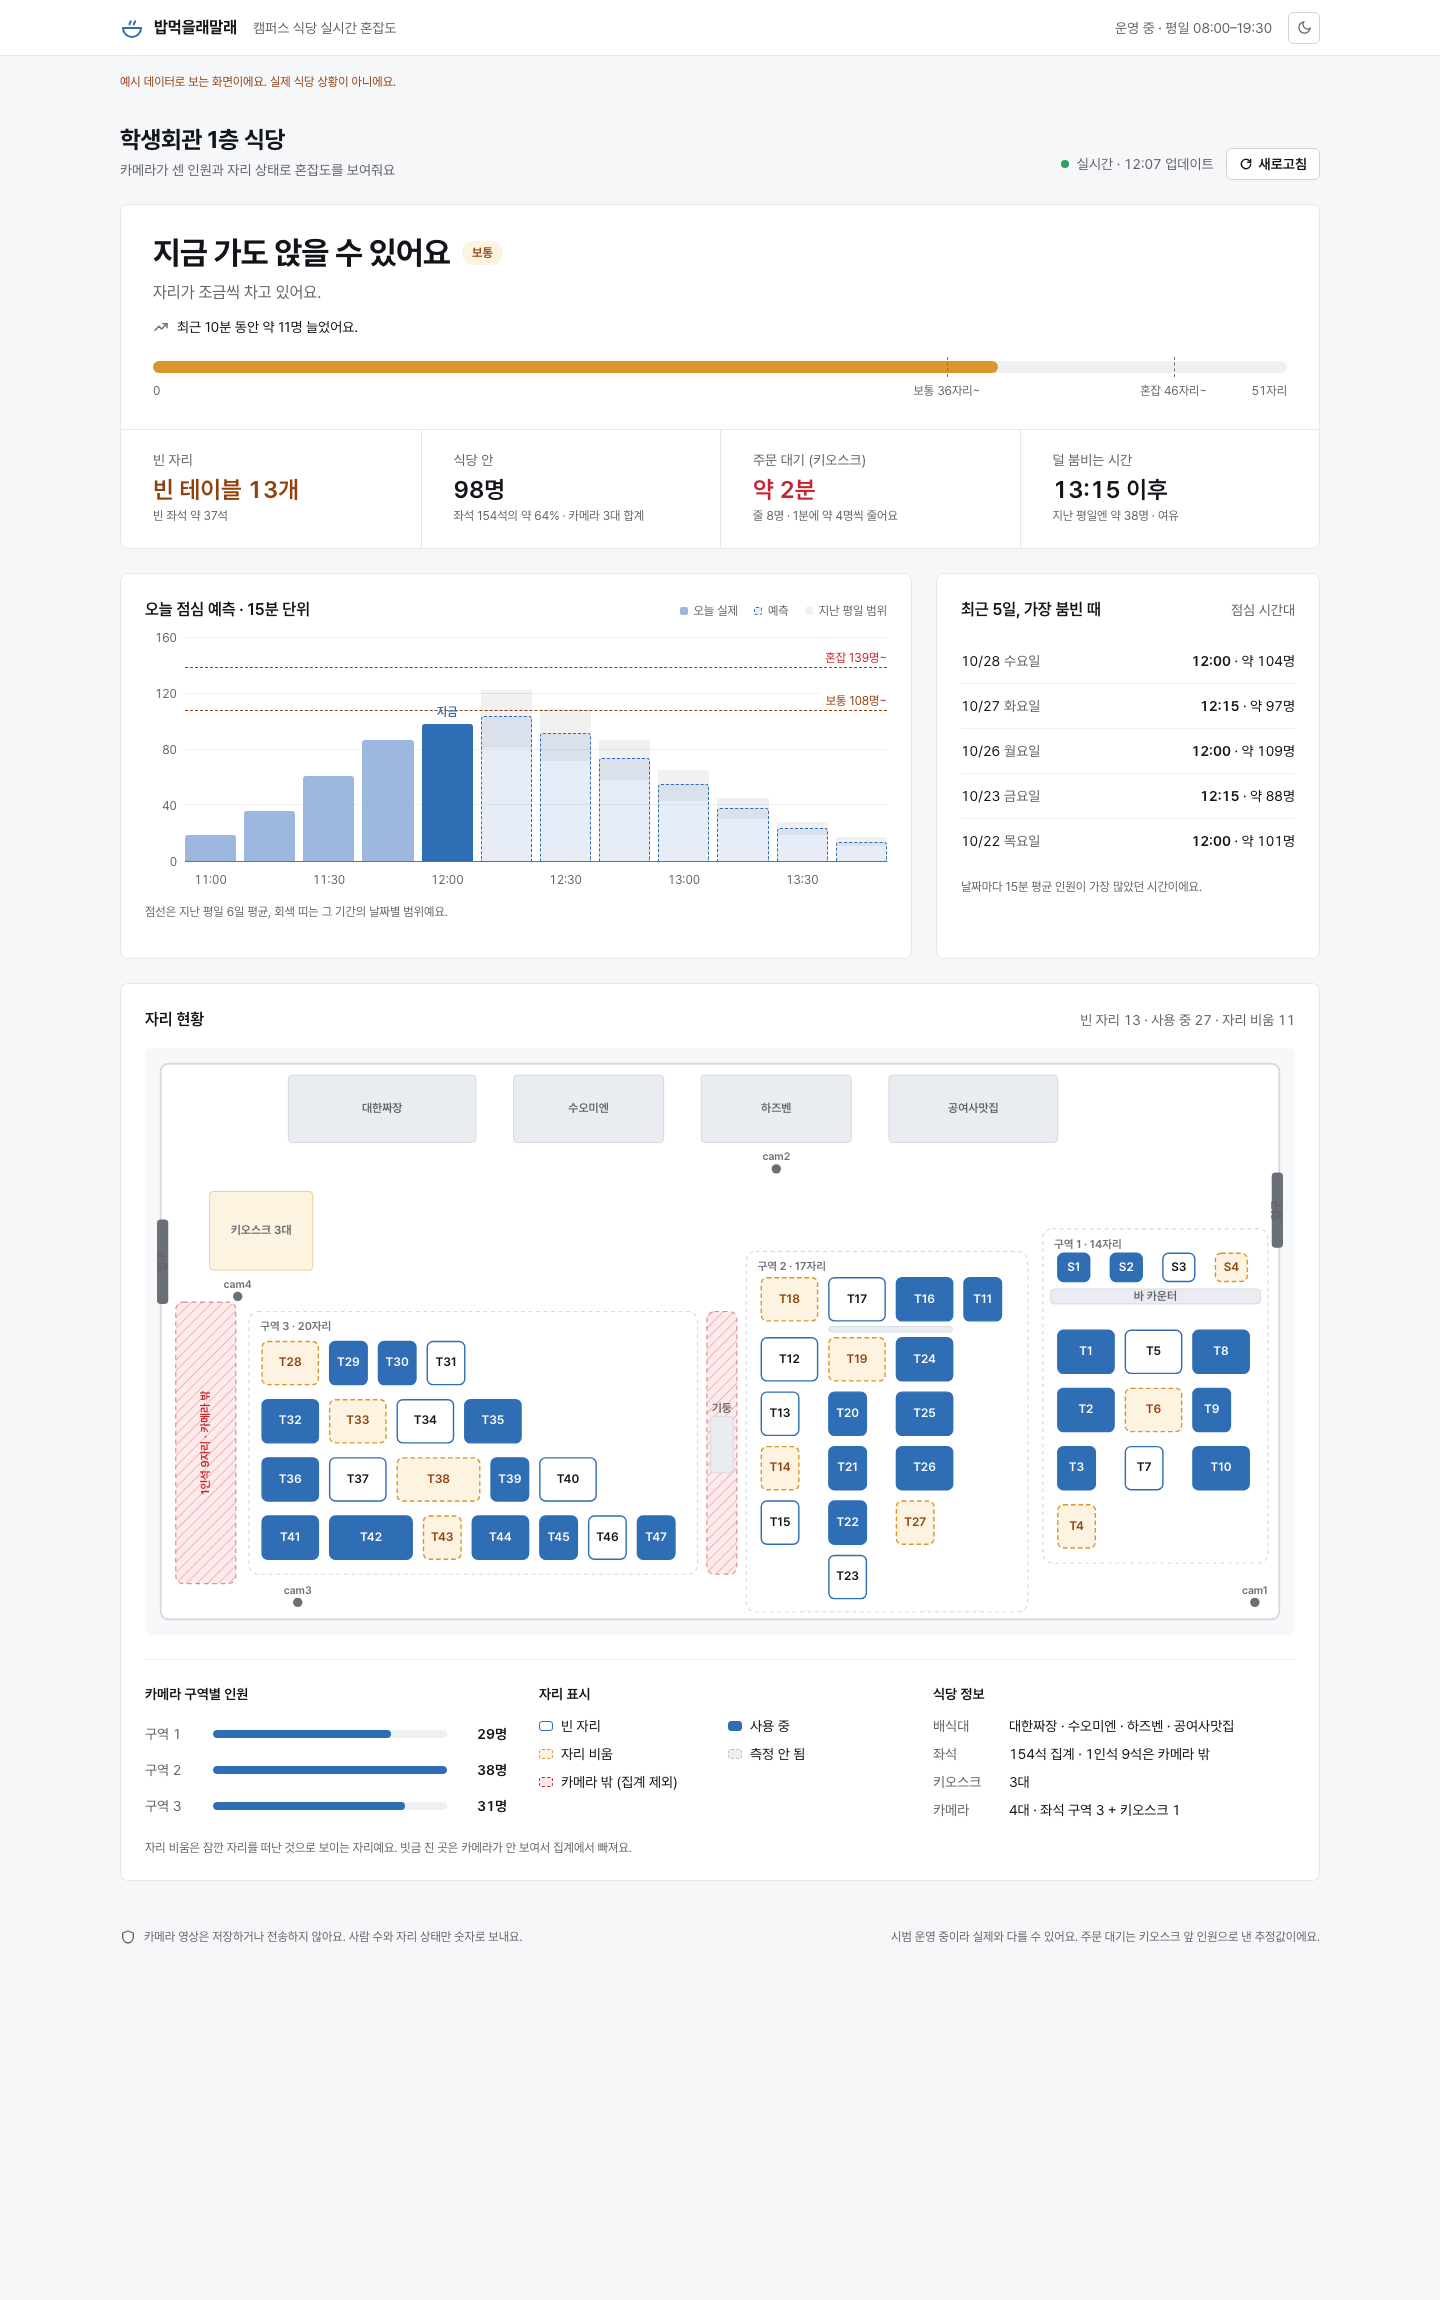 밥먹을래말래 캠퍼스 식당 실시간 혼잡도
운영 중 · 평일 08:00–19:30
예시 데이터로 보는 화면이에요. 실제 식당 상황이 아니에요.
학생회관 1층 식당
카메라가 센 인원과 자리 상태로 혼잡도를 보여줘요
실시간 · 12:07 업데이트
새로고침
지금 가도 앉을 수 있어요 보통
자리가 조금씩 차고 있어요.
최근 10분 동안 약 11명 늘었어요.
0 보통 36자리~ 혼잡 46자리~ 51자리
빈 자리
빈 테이블 13개
빈 좌석 약 37석
식당 안
98명
좌석 154석의 약 64% · 카메라 3대 합계
주문 대기 (키오스크)
약 2분
줄 8명 · 1분에 약 4명씩 줄어요
덜 붐비는 시간
13:15 이후
지난 평일엔 약 38명 · 여유
오늘 점심 예측 · 15분 단위
오늘 실제 예측 지난 평일 범위
160
혼잡 139명~
120
보통 108명~
지금
80
40
0
11:00 11:30 12:00 12:30 13:00 13:30
점선은 지난 평일 6일 평균, 회색 띠는 그 기간의 날짜별 범위예요.
최근 5일, 가장 붐빈 때 점심 시간대
10/28 수요일 12:00 · 약 104명
10/27 화요일 12:15 · 약 97명
10/26 월요일 12:00 · 약 109명
10/23 금요일 12:15 · 약 88명
10/22 목요일 12:00 · 약 101명
날짜마다 15분 평균 인원이 가장 많았던 시간이에요.
자리 현황
빈 자리 13 · 사용 중 27 · 자리 비움 11
대한짜장 수오미엔 하즈벤 공여사맛집
cam2
키오스크 3대
cam4
1인석 9자리 · 카메라 밖
구역 3 · 20자리
T28 T29 T30 T31
T32 T33 T34 T35
T36 T37 T38 T39 T40
T41 T42 T43 T44 T45 T46 T47
cam3
기둥
구역 2 · 17자리
T18 T17 T16 T11
T12 T19 T24
T13 T20 T25
T14 T21 T26
T15 T22 T27
T23
구역 1 · 14자리
S1 S2 S3 S4
바 카운터
T1 T5 T8
T2 T6 T9
T3 T7 T10
T4
cam1
카메라 구역별 인원
구역 1 29명
구역 2 38명
구역 3 31명
자리 표시
빈 자리 사용 중
자리 비움 측정 안 됨
카메라 밖 (집계 제외)
식당 정보
배식대 대한짜장 · 수오미엔 · 하즈벤 · 공여사맛집
좌석 154석 집계 · 1인석 9석은 카메라 밖
키오스크 3대
카메라 4대 · 좌석 구역 3 + 키오스크 1
자리 비움은 잠깐 자리를 떠난 것으로 보이는 자리예요. 빗금 친 곳은 카메라가 안 보여서 집계에서 빠져요.
카메라 영상은 저장하거나 전송하지 않아요. 사람 수와 자리 상태만 숫자로 보내요.
시범 운영 중이라 실제와 다를 수 있어요. 주문 대기는 키오스크 앞 인원으로 낸 추정값이에요.